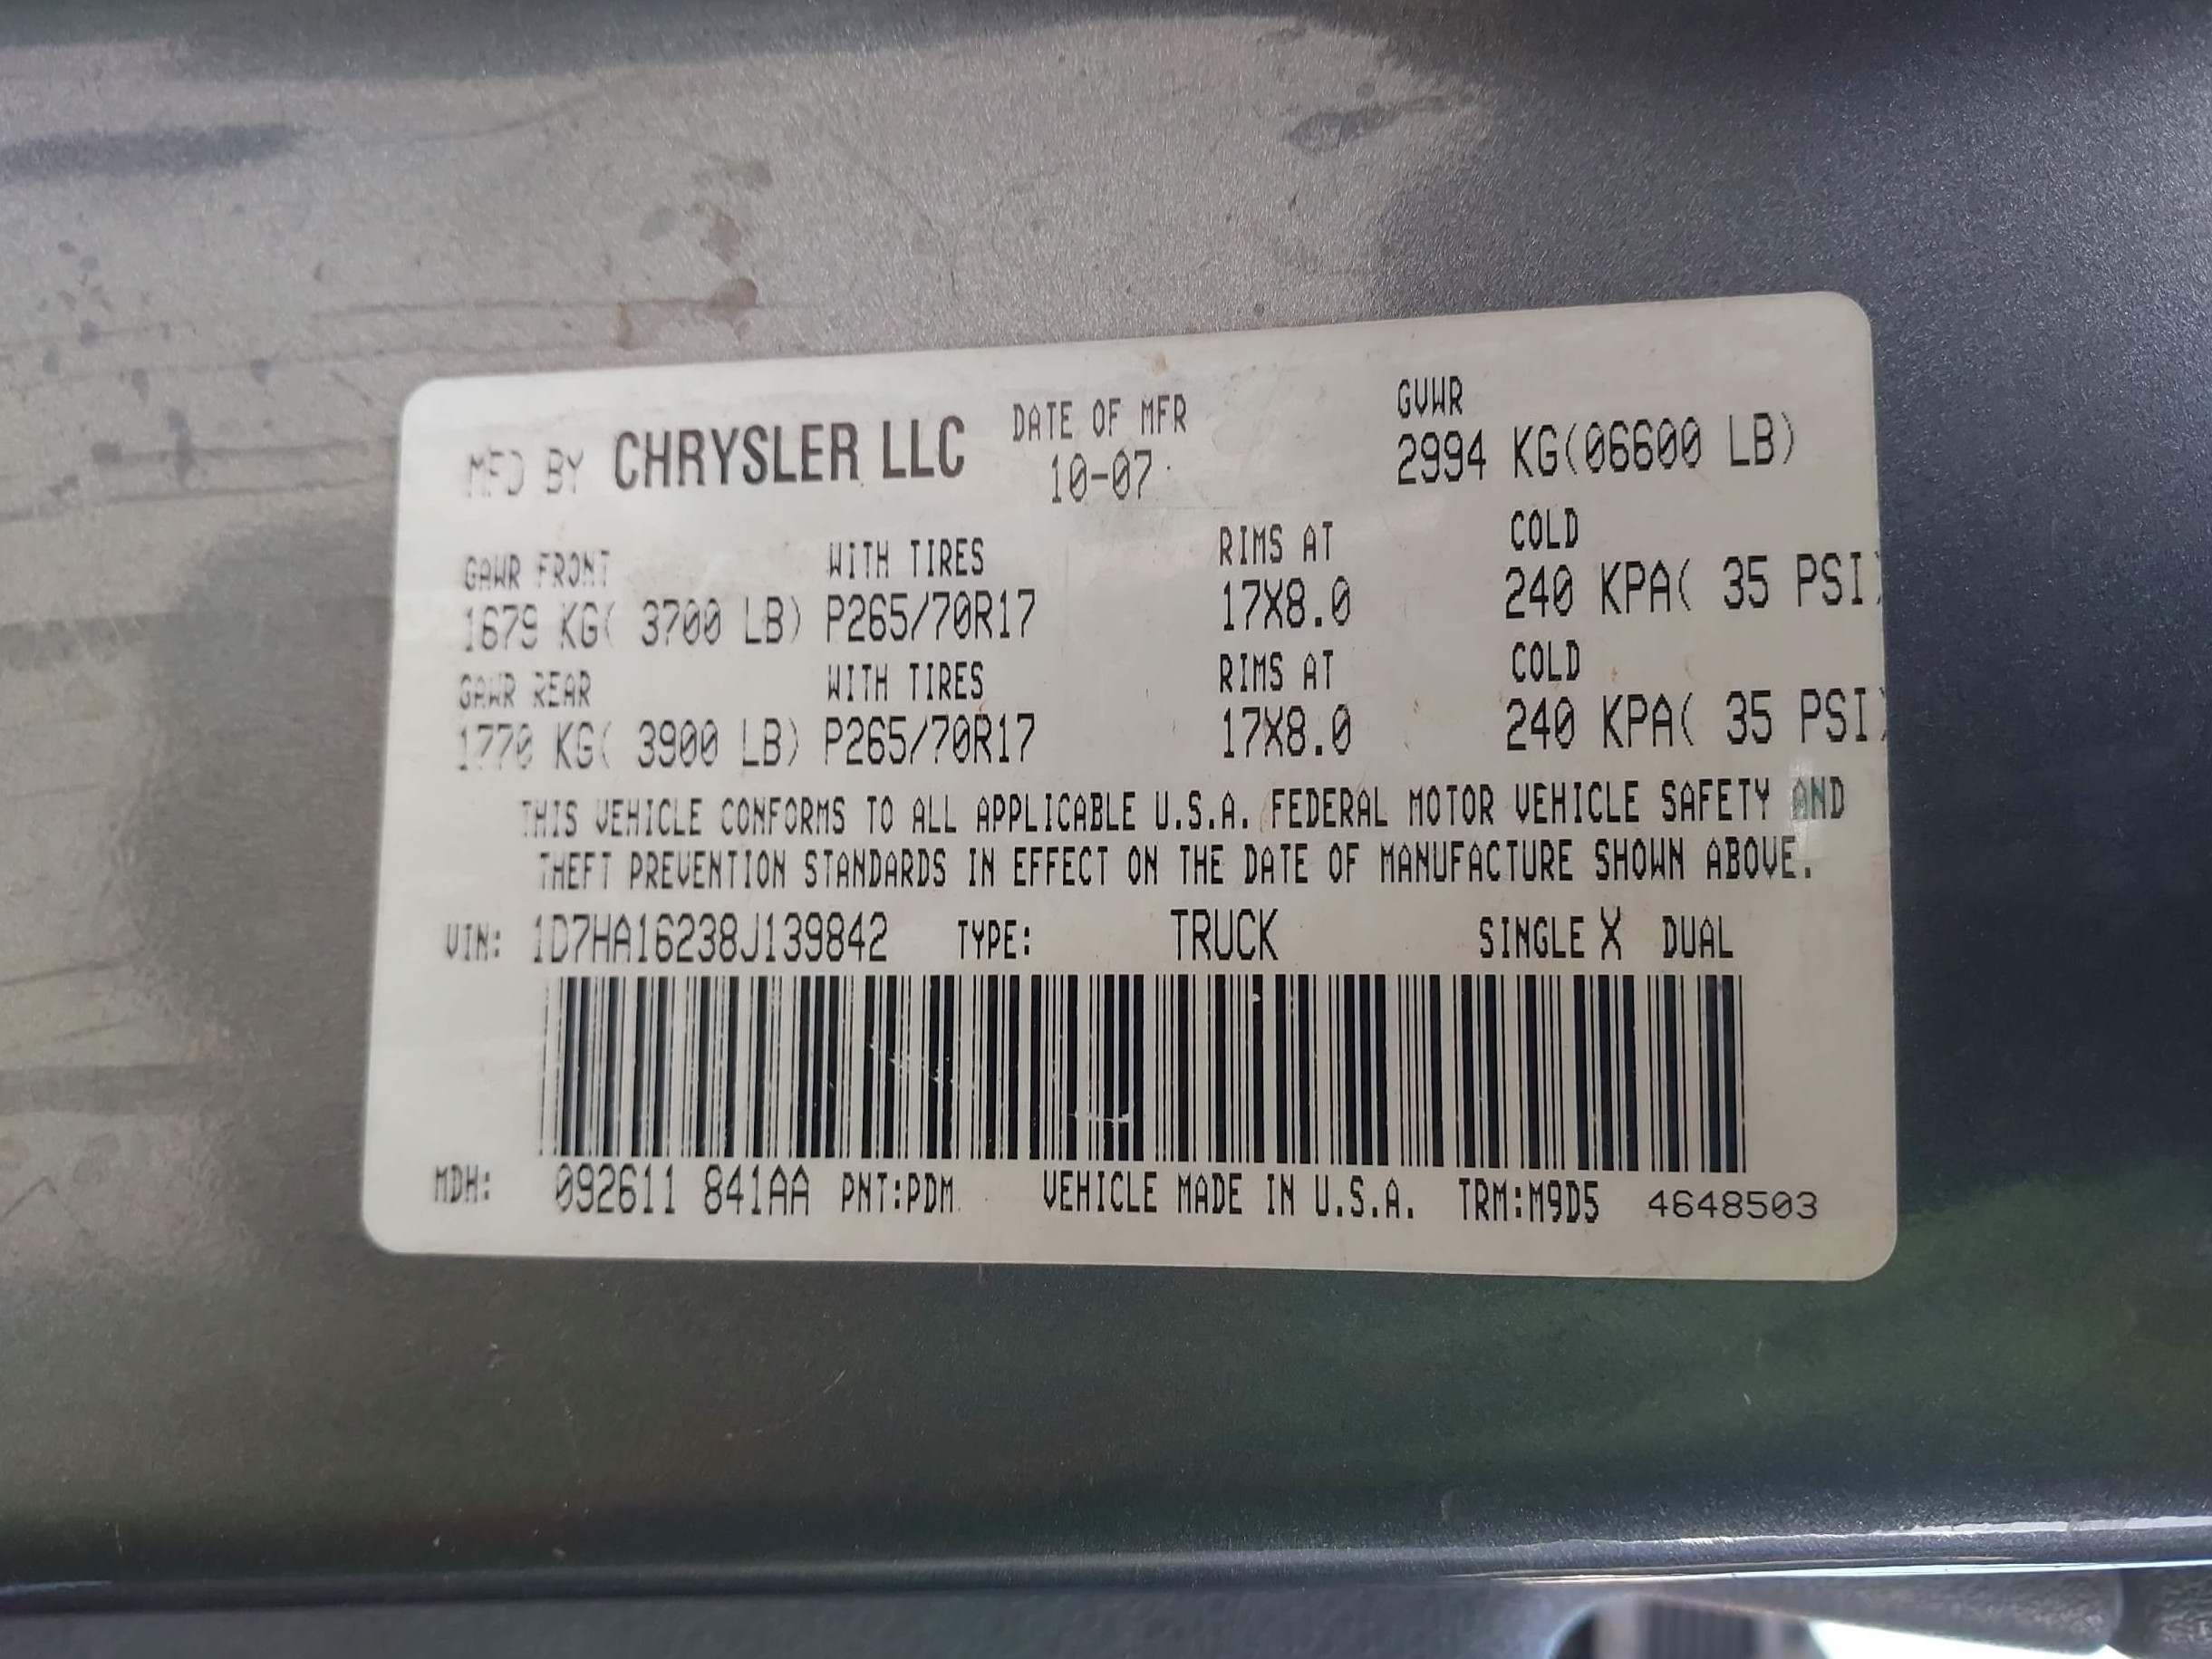 MFD BY CHRYSLER LLC DATE OF MFR GVWR
10-07 2994 KG(06600 LB)
GAWR FRONT WITH TIRES RIMS AT COLD
1679 KG( 3700 LB) P265/70R17 17X8.0 240 KPA( 35 PSI)
GAWR REAR WITH TIRES RIMS AT COLD
1770 KG( 3900 LB) P265/70R17 17X8.0 240 KPA( 35 PSI)
THIS VEHICLE CONFORMS TO ALL APPLICABLE U.S.A. FEDERAL MOTOR VEHICLE SAFETY AND
THEFT PREVENTION STANDARDS IN EFFECT ON THE DATE OF MANUFACTURE SHOWN ABOVE.
VIN: 1D7HA16238J139842 TYPE: TRUCK SINGLE X DUAL
MDH: 092611 841AA PNT:PDM VEHICLE MADE IN U.S.A. TRM:M9D5 4648503